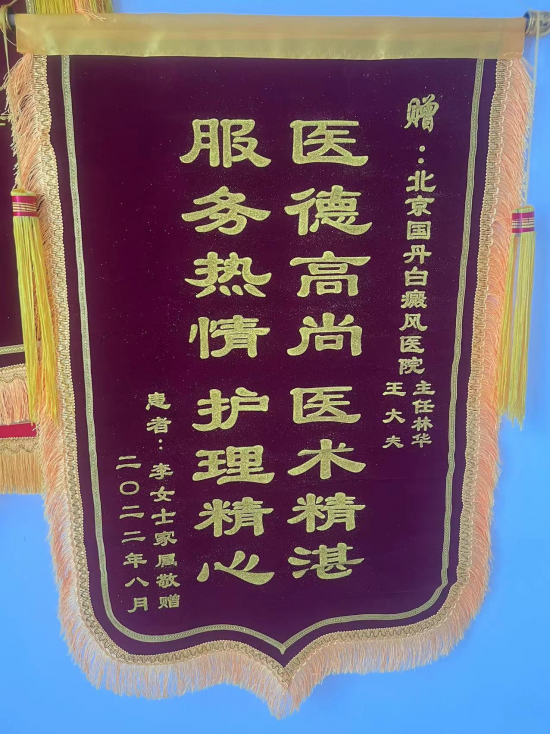 赠：北京国丹白癜风医院
主任林华
王大夫
医德高尚 医术精湛
服务热情 护理精心
患者：李女士家属敬赠
二〇二二年八月